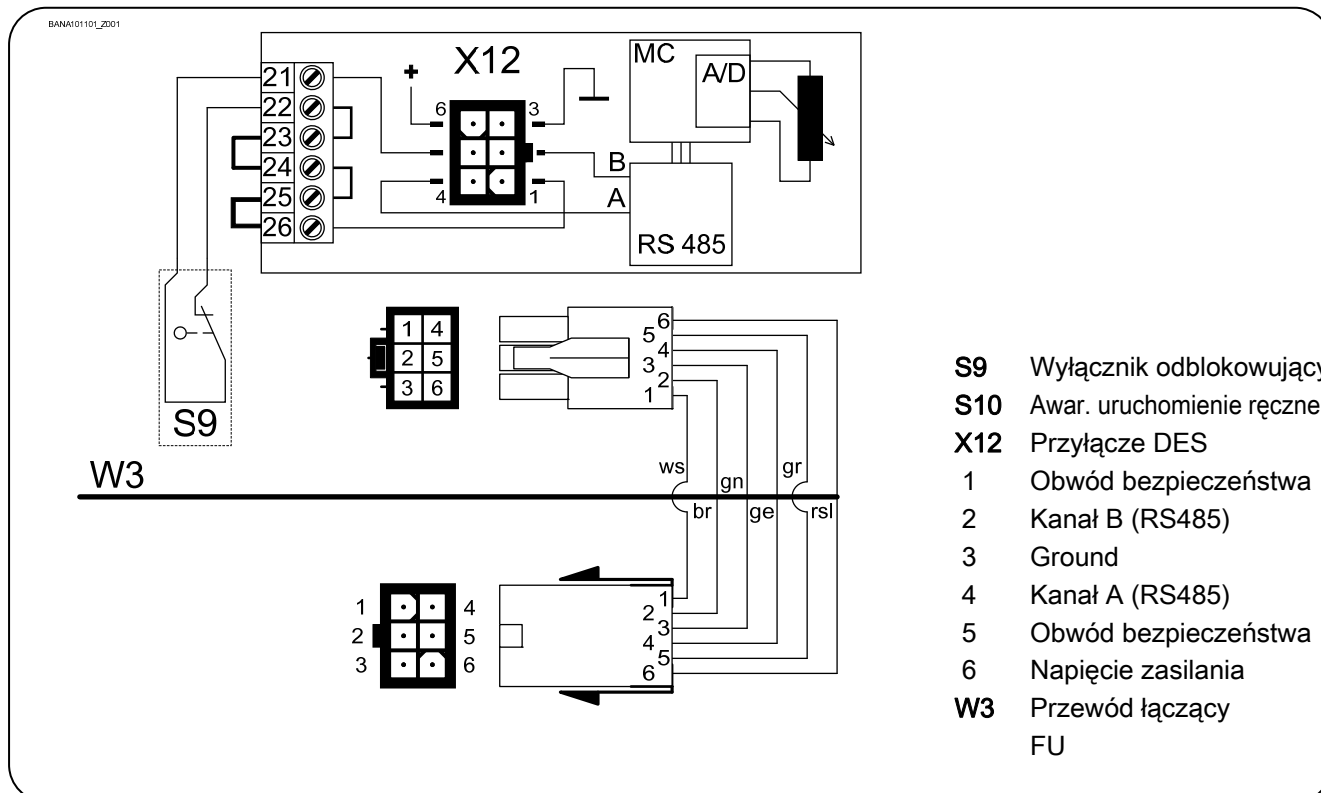 BANA101101_Z001
X12
MC
A/D
+
6
3
4
1
B
A
RS 485
21
22
23
24
25
26
S9
1 4
2 5
3 6
6
5
4
3
2
1
W3
ws
gn
gr
br
ge
rsl
1 4
2 5
3 6
1
2
3
4
5
6
S9 Wyłącznik odblokowujący
S10 Awar. uruchomienie ręczne
X12 Przyłącze DES
1 Obwód bezpieczeństwa
2 Kanał B (RS485)
3 Ground
4 Kanał A (RS485)
5 Obwód bezpieczeństwa
6 Napięcie zasilania
W3 Przewód łączący
FU